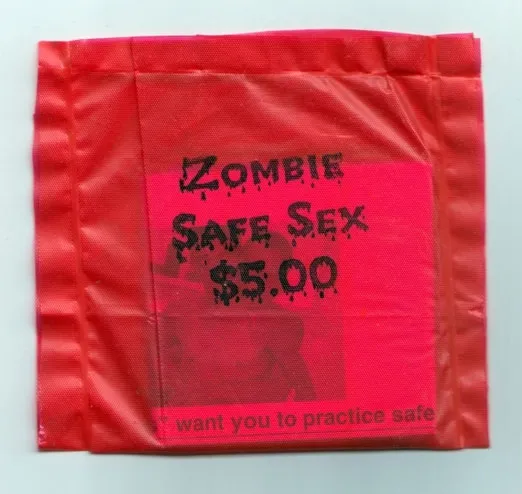 Zombie
Safe Sex
$5.00
want you to practice safe